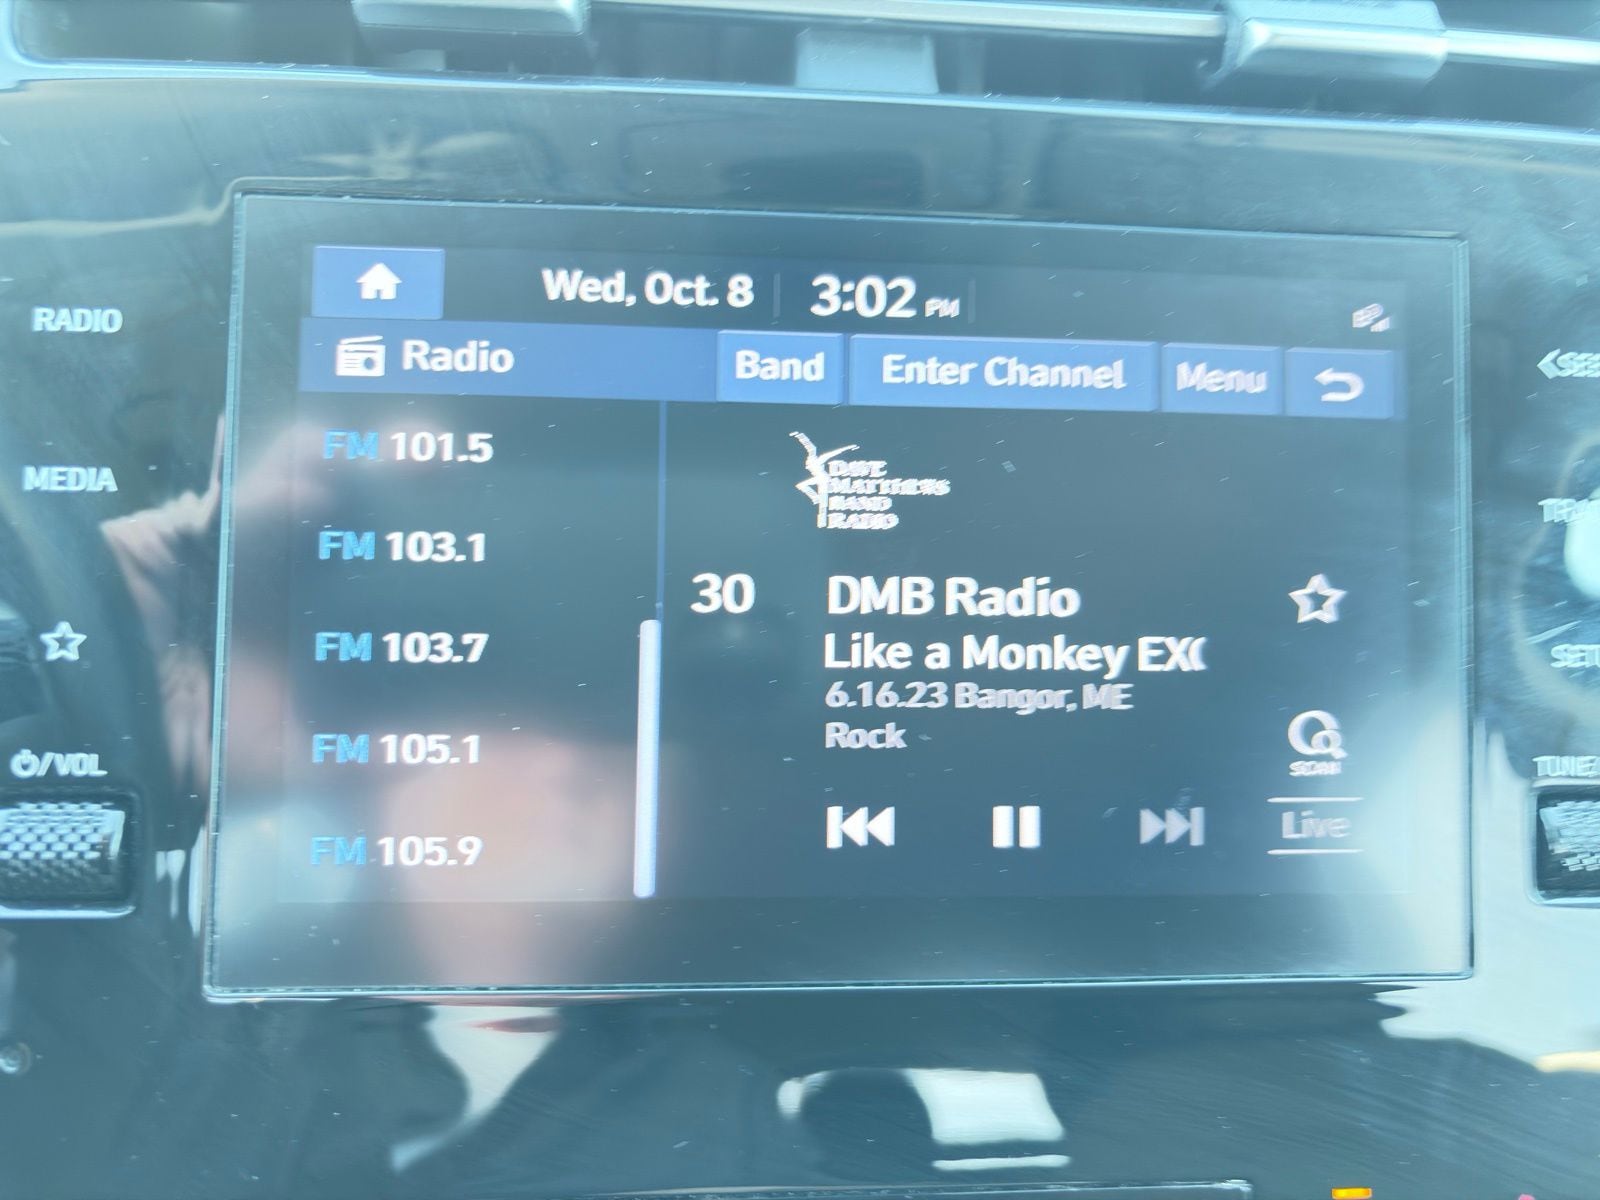 Wed, Oct. 8 3:02 PM
RADIO
Radio Band Enter Channel Menu
MEDIA
FM 101.5
FM 103.1
FM 103.7
FM 105.1
FM 105.9
DAVE
MATTHEWS
BAND
RADIO
30 DMB Radio
Like a Monkey EX
6.16.23 Bangor, ME
Rock
SCAN
Live
⏻/VOL
TUNE/